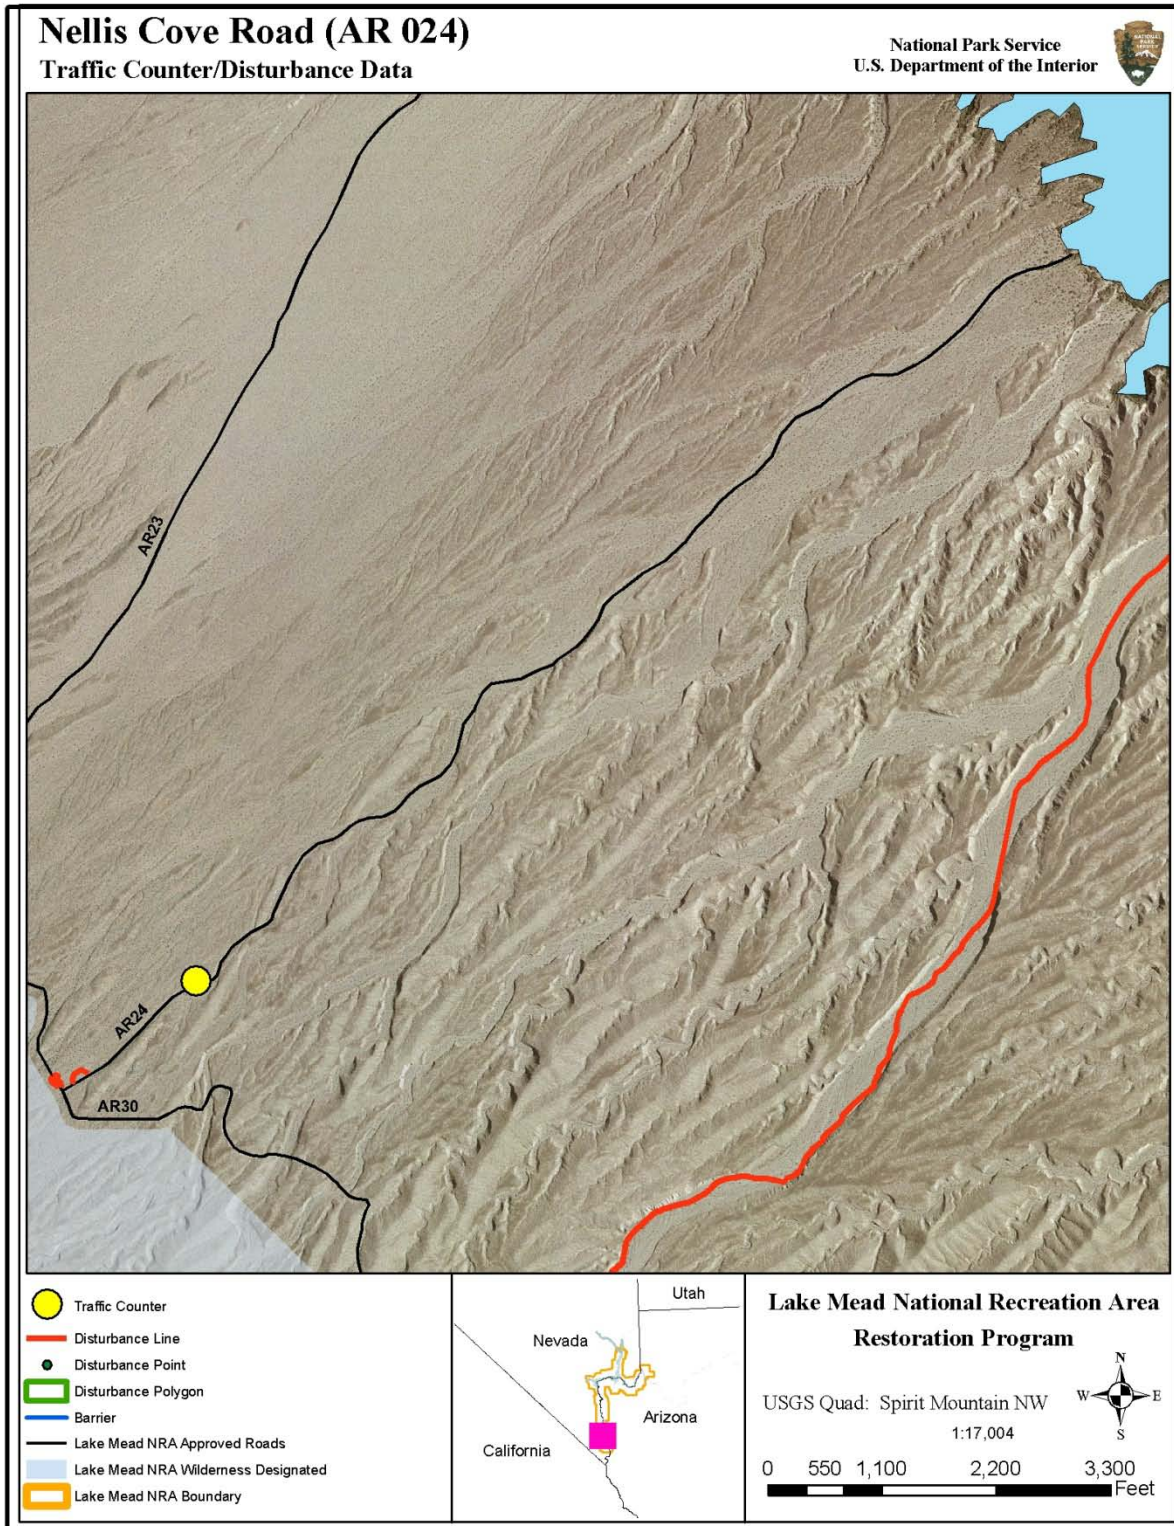 Nellis Cove Road (AR 024)
Traffic Counter/Disturbance Data
National Park Service
U.S. Department of the Interior
NATIONAL
PARK
SERVICE
AR23
AR24
AR30
Traffic Counter
Disturbance Line
Disturbance Point
Disturbance Polygon
Barrier
Lake Mead NRA Approved Roads
Lake Mead NRA Wilderness Designated
Lake Mead NRA Boundary
Utah
Nevada
Arizona
California
Lake Mead National Recreation Area
Restoration Program
N
W E
S
USGS Quad: Spirit Mountain NW
1:17,004
0 550 1,100 2,200 3,300
Feet